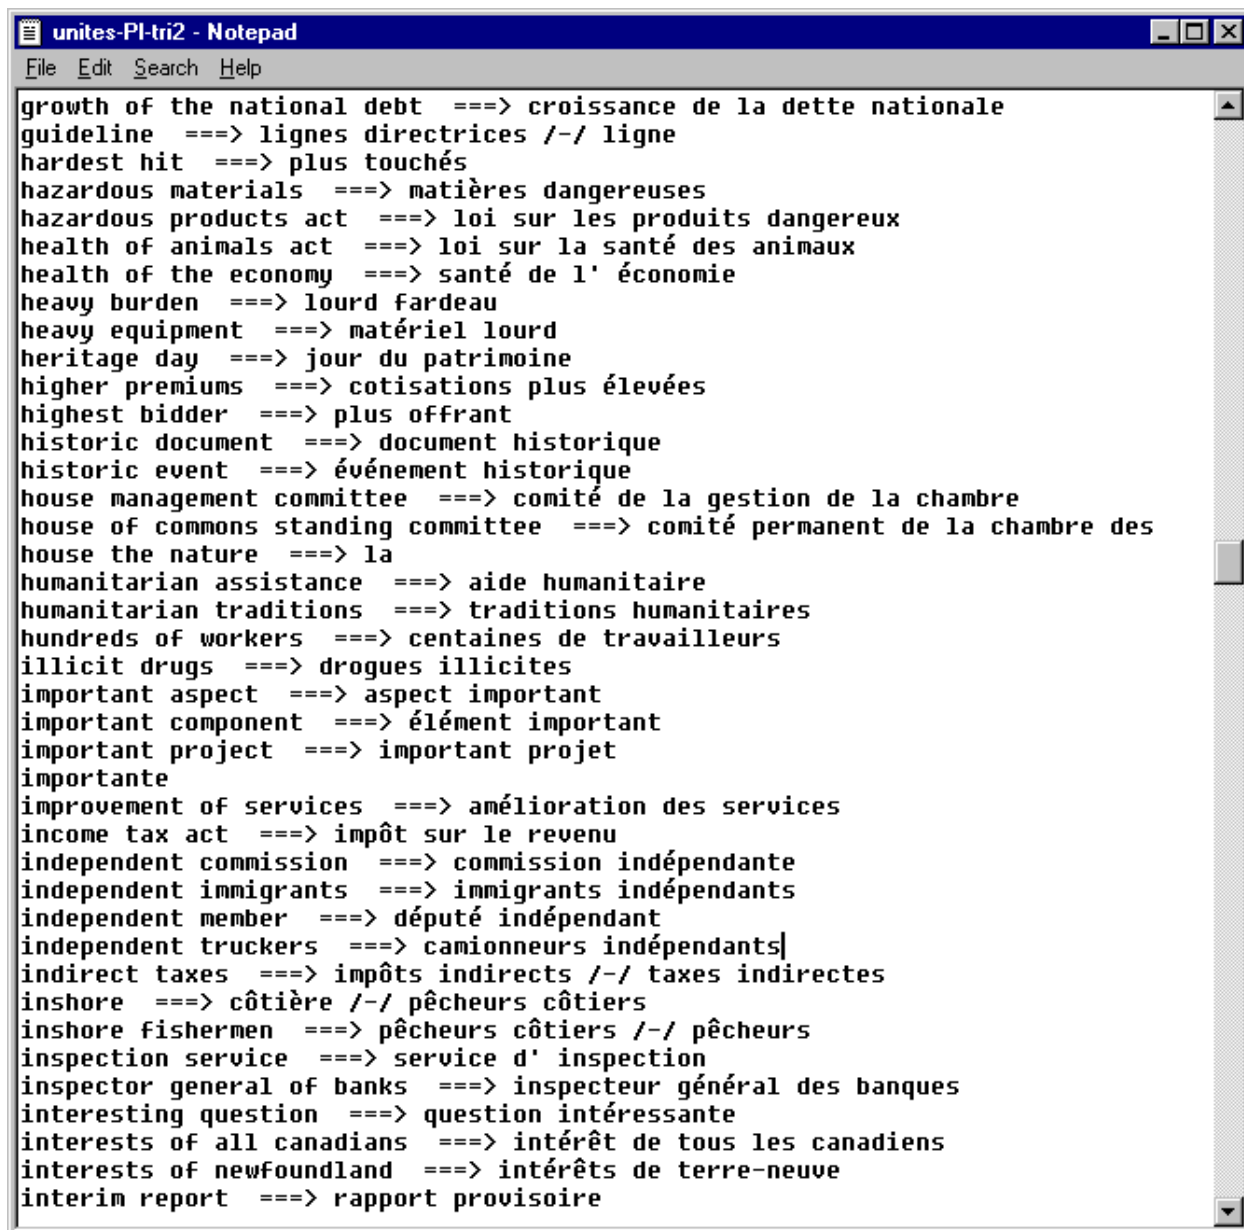 unites-PI-tri2 - Notepad
File Edit Search Help
growth of the national debt ===> croissance de la dette nationale
guideline ===> lignes directrices /-/ ligne
hardest hit ===> plus touchés
hazardous materials ===> matières dangereuses
hazardous products act ===> loi sur les produits dangereux
health of animals act ===> loi sur la santé des animaux
health of the economy ===> santé de l' économie
heavy burden ===> lourd fardeau
heavy equipment ===> matériel lourd
heritage day ===> jour du patrimoine
higher premiums ===> cotisations plus élevées
highest bidder ===> plus offrant
historic document ===> document historique
historic event ===> événement historique
house management committee ===> comité de la gestion de la chambre
house of commons standing committee ===> comité permanent de la chambre des
house the nature ===> la
humanitarian assistance ===> aide humanitaire
humanitarian traditions ===> traditions humanitaires
hundreds of workers ===> centaines de travailleurs
illicit drugs ===> drogues illicites
important aspect ===> aspect important
important component ===> élément important
important project ===> important projet
importante
improvement of services ===> amélioration des services
income tax act ===> impôt sur le revenu
independent commission ===> commission indépendante
independent immigrants ===> immigrants indépendants
independent member ===> député indépendant
independent truckers ===> camionneurs indépendants
indirect taxes ===> impôts indirects /-/ taxes indirectes
inshore ===> côtière /-/ pêcheurs côtiers
inshore fishermen ===> pêcheurs côtiers /-/ pêcheurs
inspection service ===> service d' inspection
inspector general of banks ===> inspecteur général des banques
interesting question ===> question intéressante
interests of all canadians ===> intérêt de tous les canadiens
interests of newfoundland ===> intérêts de terre-neuve
interim report ===> rapport provisoire